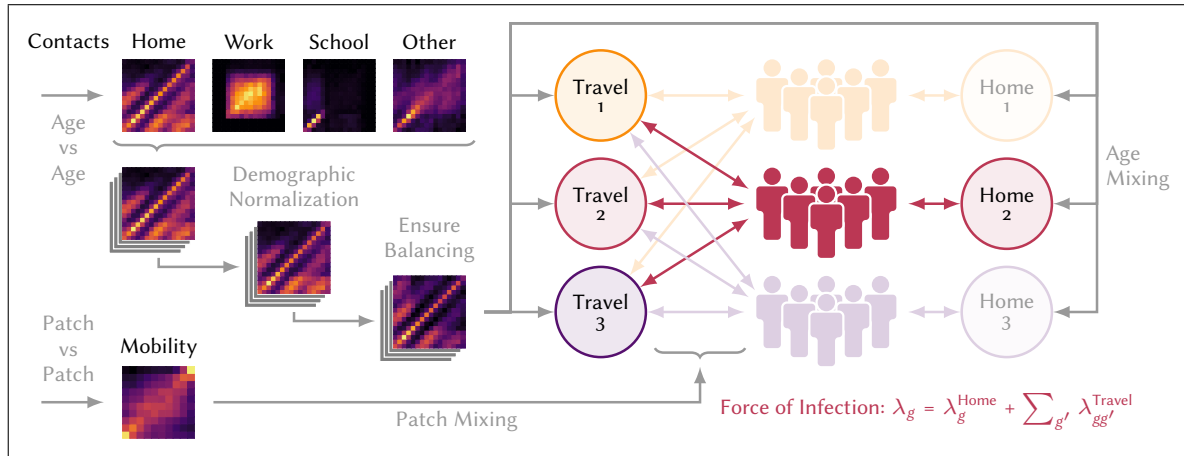 Contacts
Home
Work
School
Other
Age
vs
Age
Demographic
Normalization
Ensure
Balancing
Patch
vs
Patch
Mobility
Patch Mixing
Travel
1
Travel
2
Travel
3
Home
1
Home
2
Home
3
Age
Mixing
Force of Infection: λ_g = λ_g^Home + ∑_g′ λ_gg′^Travel